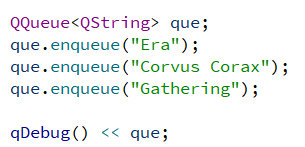 QQueue<QString> que;
que.enqueue("Era");
que.enqueue("Corvus Corax");
que.enqueue("Gathering");
qDebug() << que;